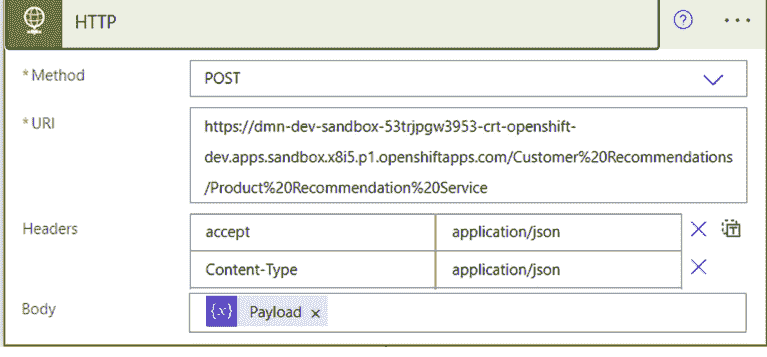 HTTP
* Method
POST
* URI
https://dmn-dev-sandbox-53trjpgw3953-crt-openshift-
dev.apps.sandbox.x8i5.p1.openshiftapps.com/Customer%20Recommendations
/Product%20Recommendation%20Service
Headers
accept application/json
Content-Type application/json
Body
{x} Payload ×